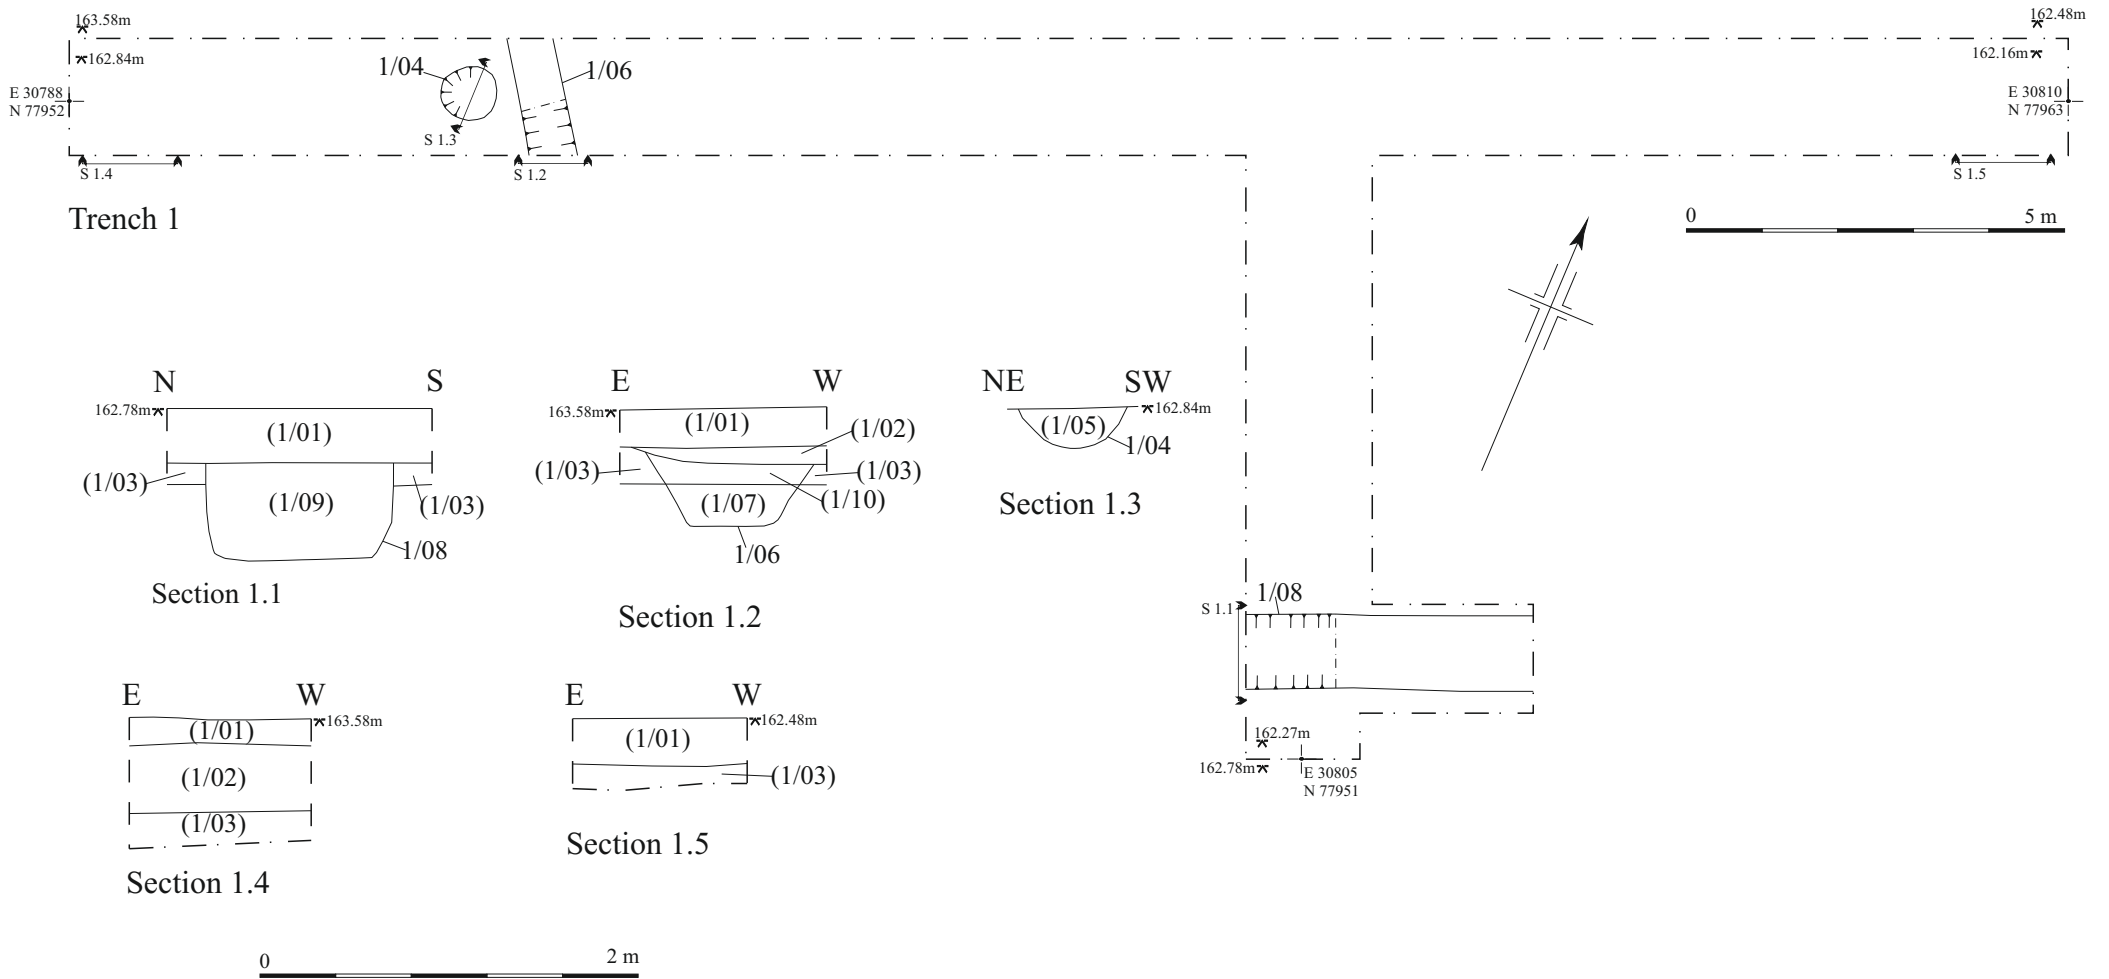 163.58m
162.48m
162.84m
1/04
1/06
162.16m
E 30788
N 77952
E 30810
N 77963
S 1.3
S 1.4
S 1.2
S 1.5
Trench 1
0
5 m
N
S
162.78m
(1/01)
(1/03)
(1/09)
(1/03)
1/08
Section 1.1
E
W
163.58m
(1/01)
(1/02)
(1/03)
(1/03)
(1/07)
(1/10)
1/06
Section 1.2
NE
SW
162.84m
(1/05)
1/04
Section 1.3
1/08
S 1.1
162.27m
162.78m
E 30805
N 77951
E
W
163.58m
(1/01)
(1/02)
(1/03)
Section 1.4
E
W
162.48m
(1/01)
(1/03)
Section 1.5
0
2 m